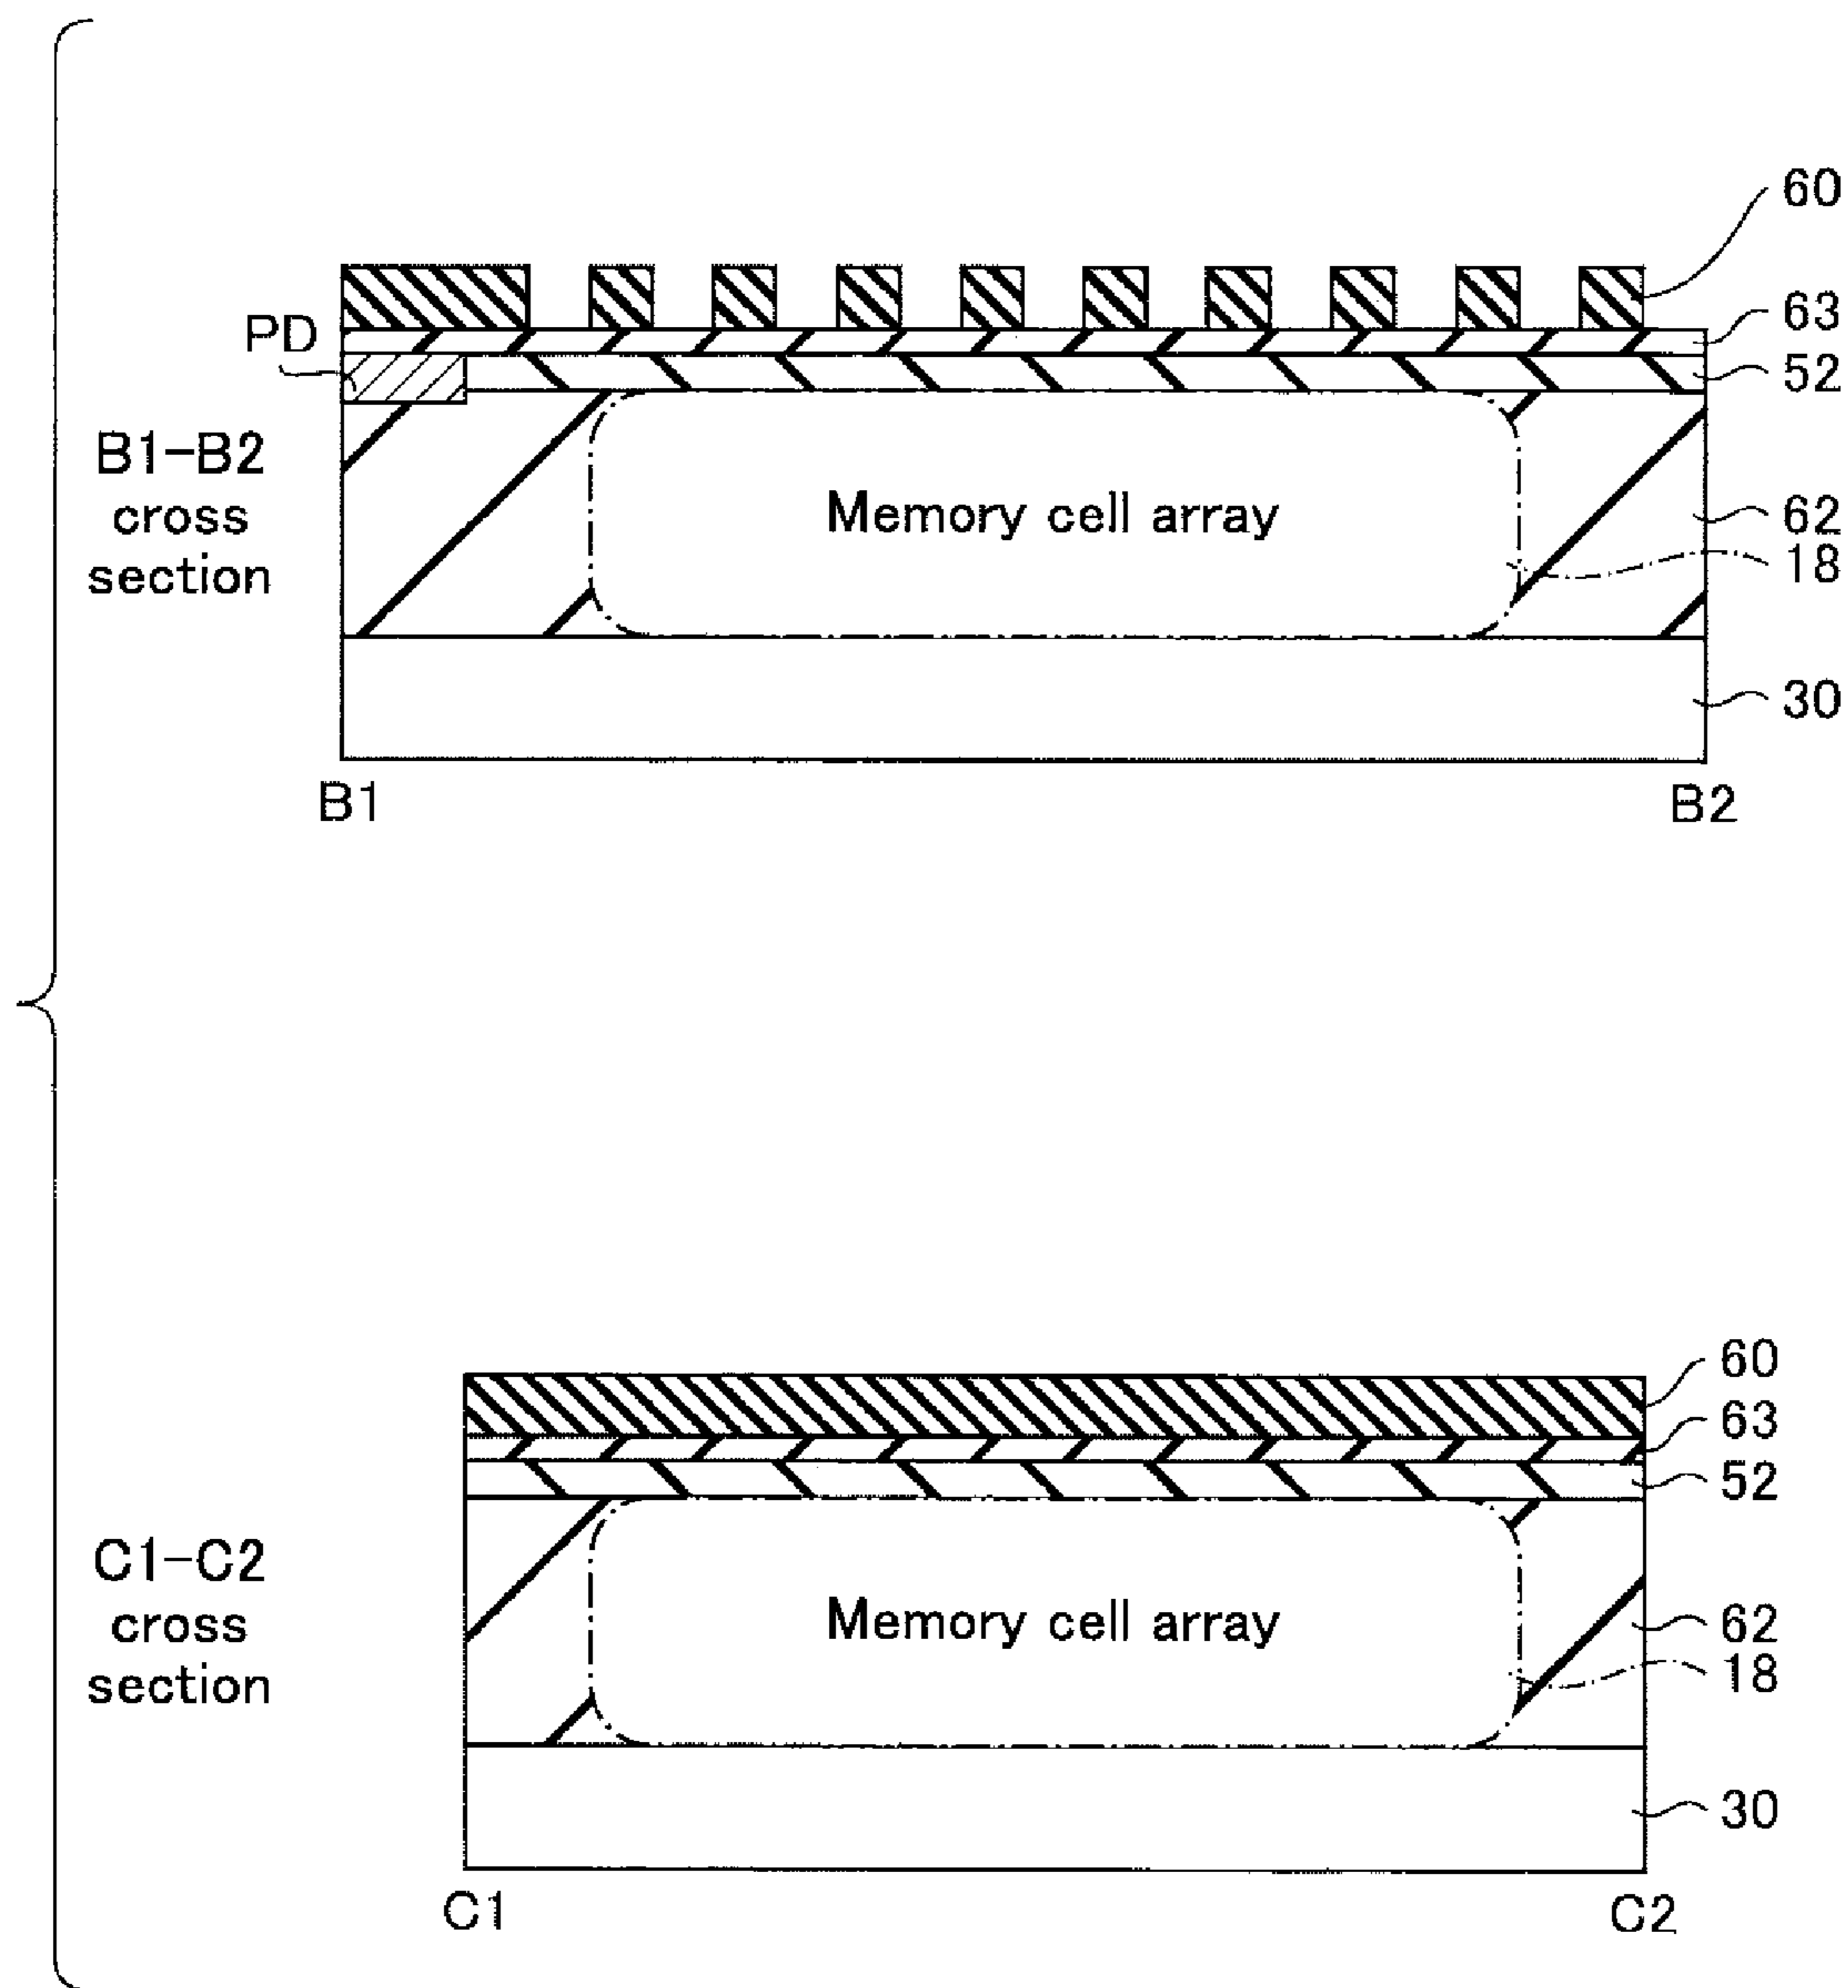 60
63
PD
52
B1-B2
cross
section
Memory cell array
62
18
30
B1
B2
60
63
52
C1-C2
cross
section
Memory cell array
62
18
30
C1
C2